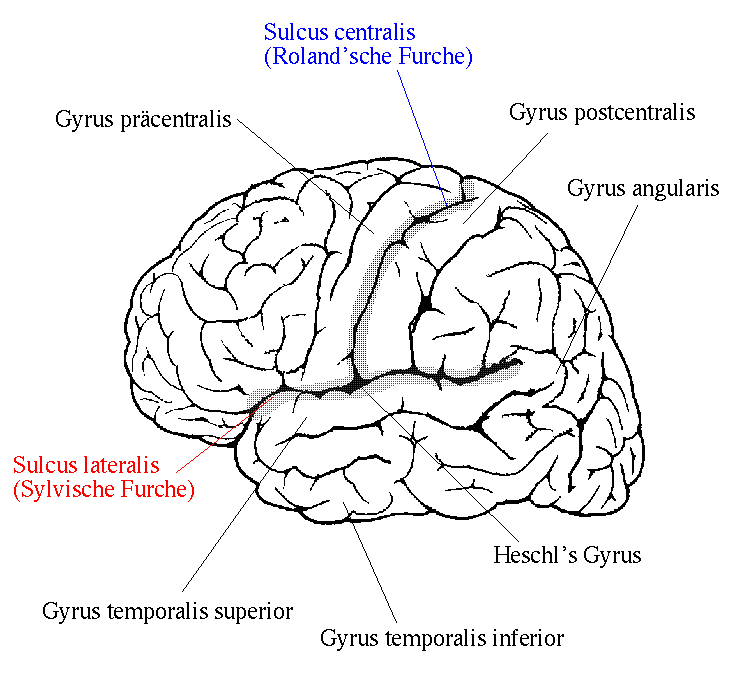 Sulcus centralis
(Roland'sche Furche)
Gyrus präcentralis
Gyrus postcentralis
Gyrus angularis
Sulcus lateralis
(Sylvische Furche)
Heschl's Gyrus
Gyrus temporalis superior
Gyrus temporalis inferior